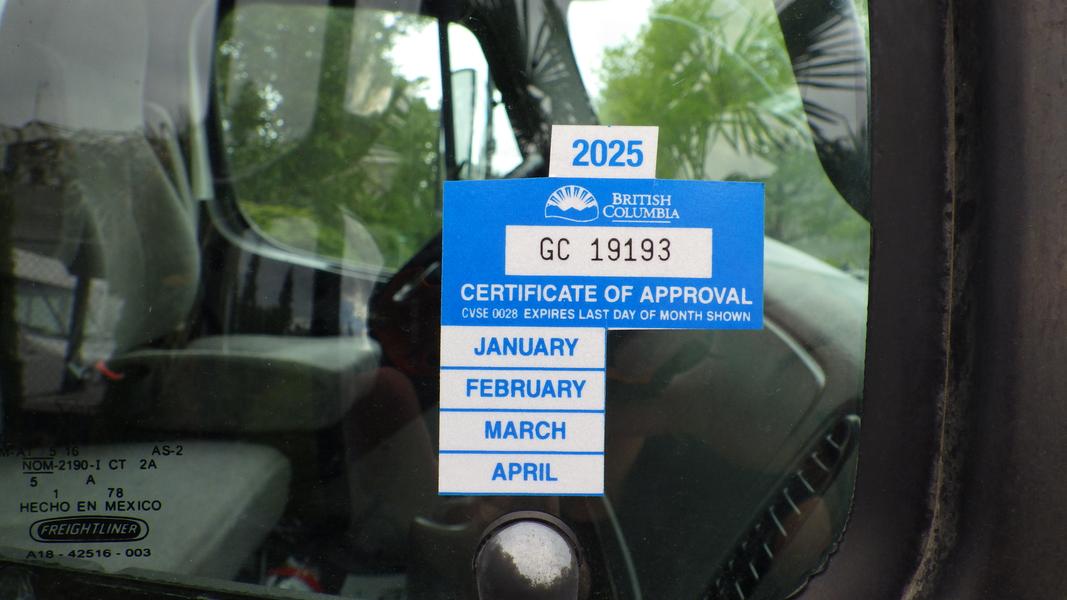 2025
BRITISH
COLUMBIA
GC 19193
CERTIFICATE OF APPROVAL
CVSE 0028 EXPIRES LAST DAY OF MONTH SHOWN
JANUARY
FEBRUARY
MARCH
APRIL
16 AS-2
NOM-2190-I CT 2A
5 A
1 78
HECHO EN MEXICO
FREIGHTLINER
A18-42516-003